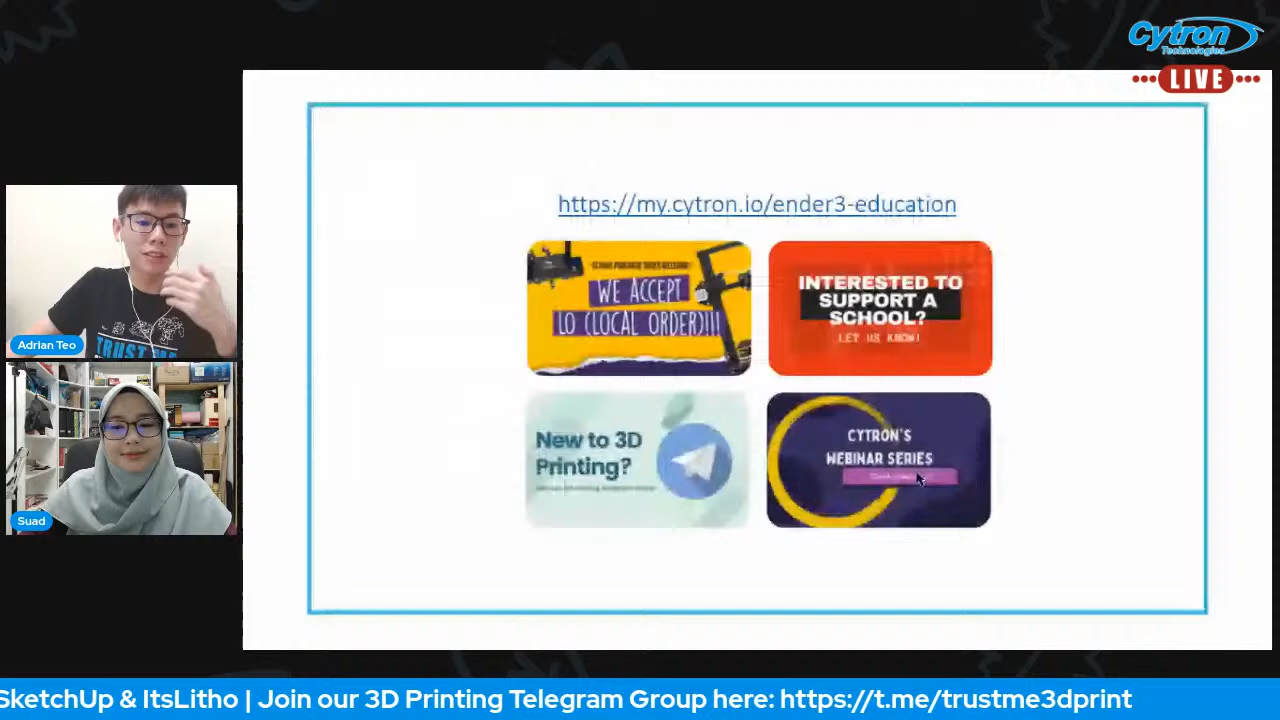 Cytron
Technologies
LIVE
https://my.cytron.io/ender3-education
WE ACCEPT
LO (LOCAL ORDER)!!!
INTERESTED TO
SUPPORT A
SCHOOL?
LET US KNOW!
Adrian Teo
TRUST ME
New to 3D
Printing?
CYTRON'S
WEBINAR SERIES
Suad
SketchUp & ItsLitho | Join our 3D Printing Telegram Group here: https://t.me/trustme3dprint